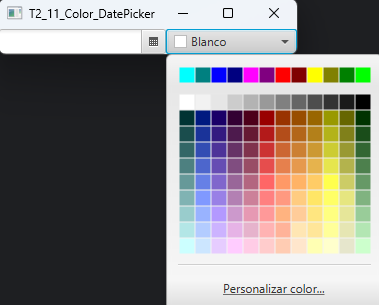 T2_11_Color_DatePicker
Blanco
Personalizar color...